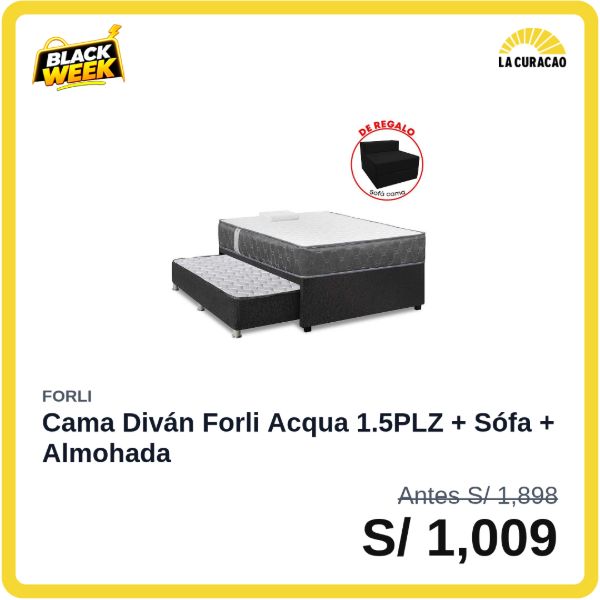 BLACK
WEEK
LA CURACAO
DE REGALO
Sofá cama
FORLI
Cama Diván Forli Acqua 1.5PLZ + Sófa +
Almohada
Antes S/ 1,898
S/ 1,009